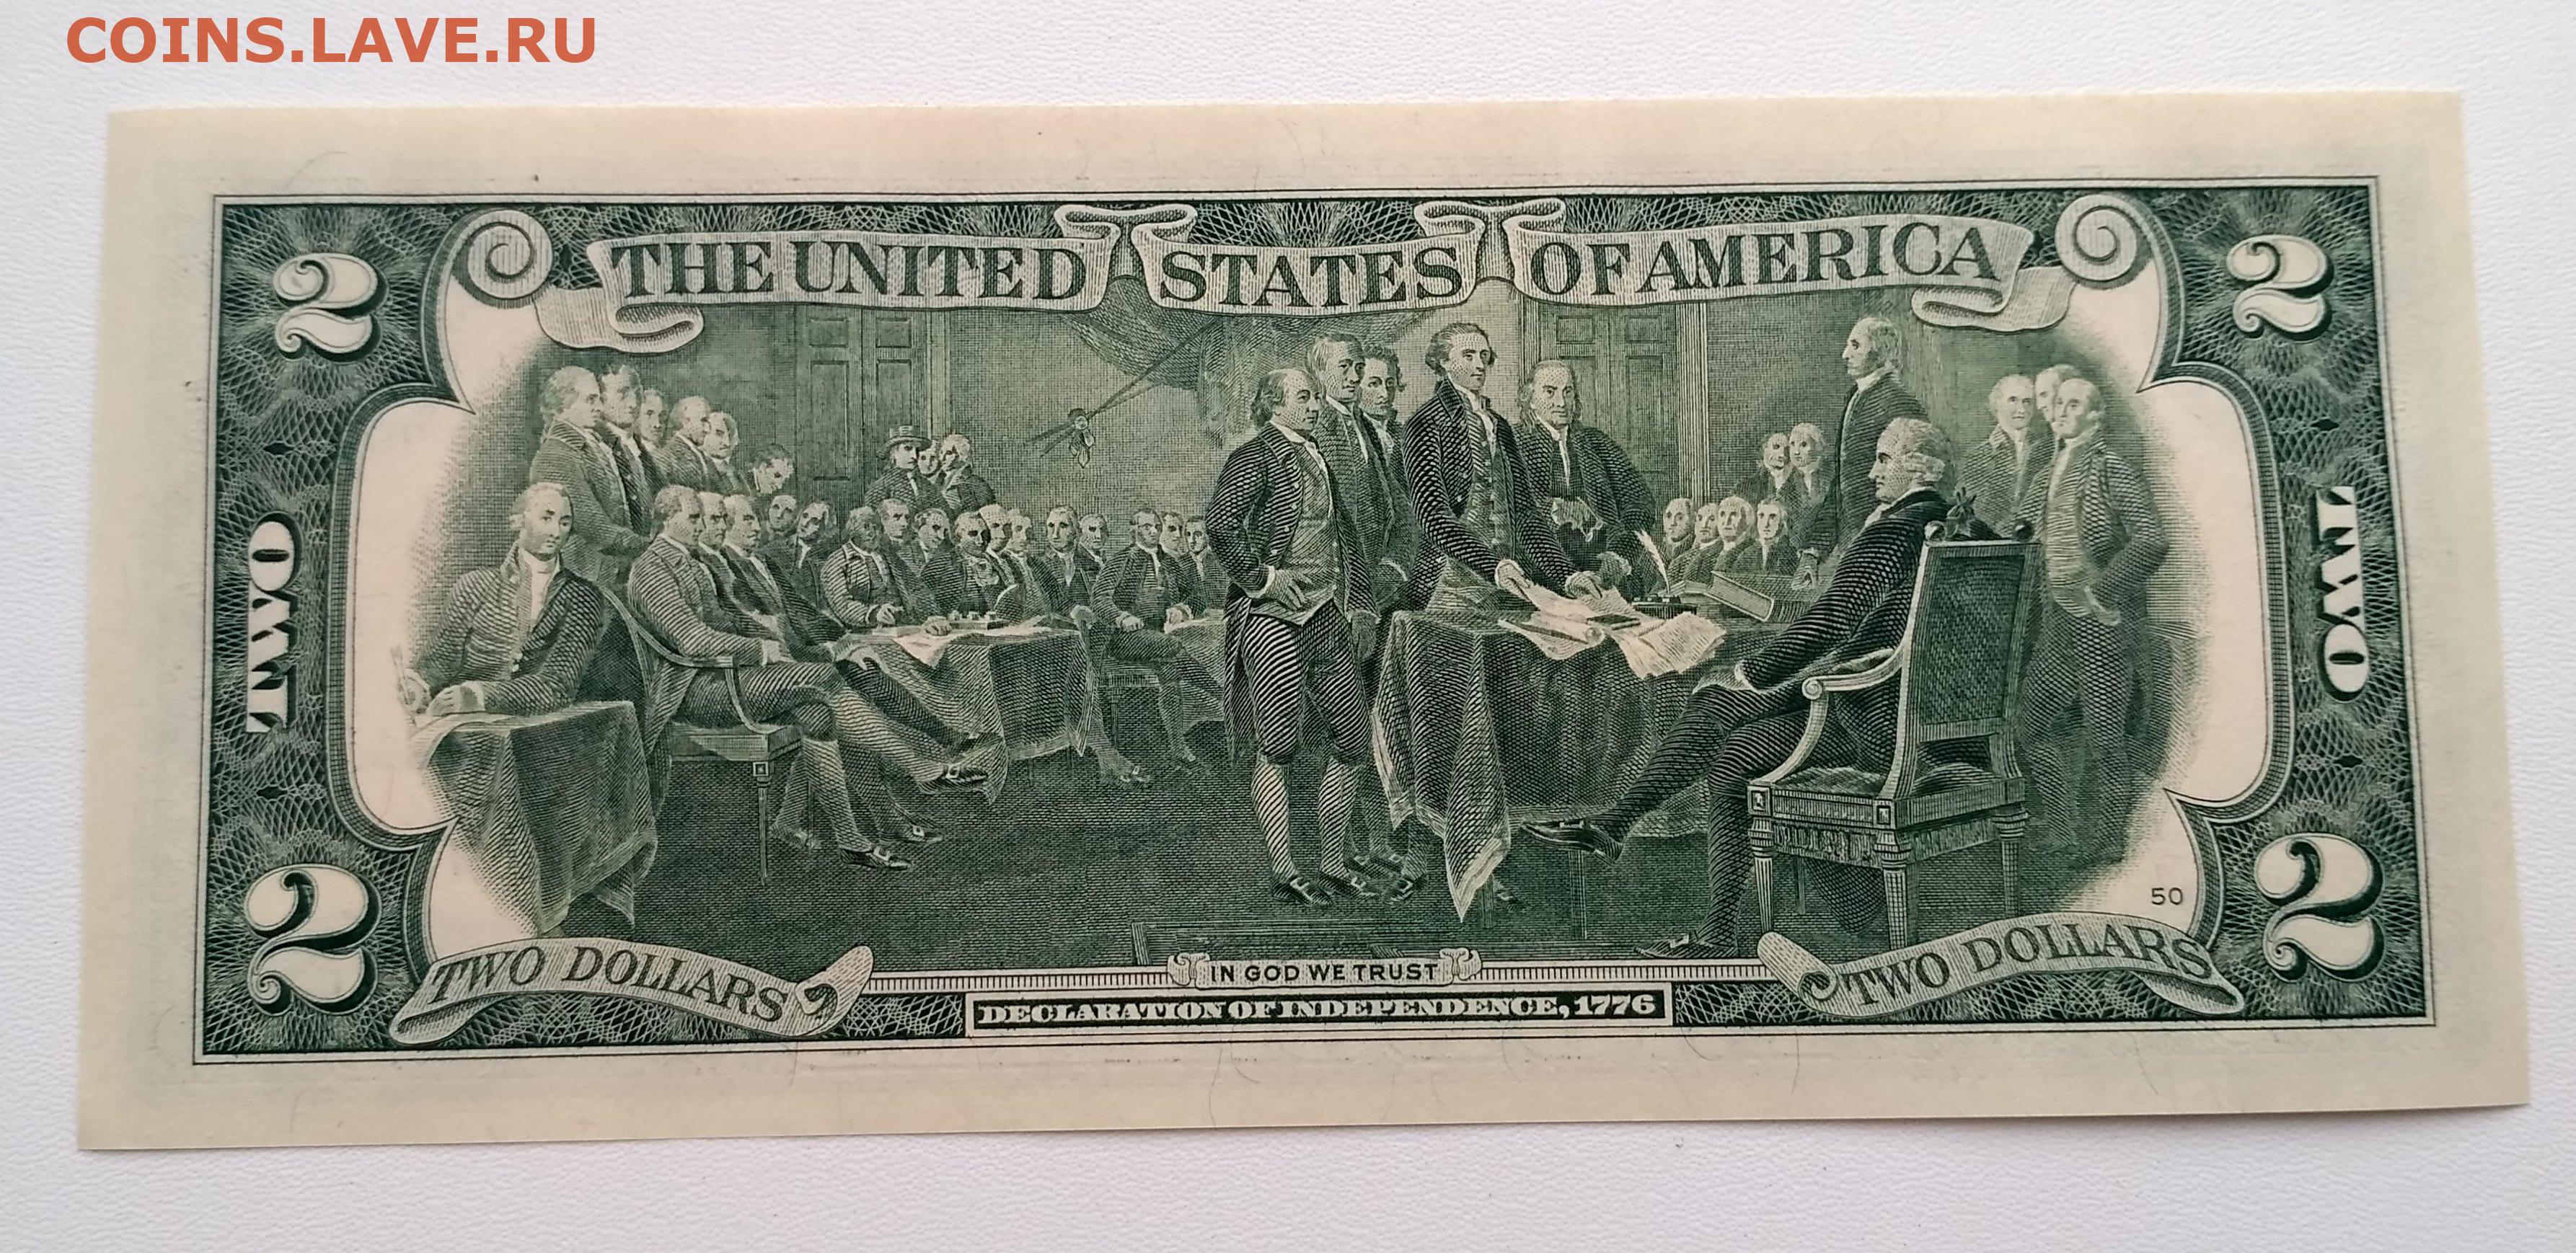 COINS.LAVE.RU
THE UNITED STATES OF AMERICA
2
2
TWO
TWO
50
2
2
TWO DOLLARS
IN GOD WE TRUST
TWO DOLLARS
DECLARATION OF INDEPENDENCE, 1776